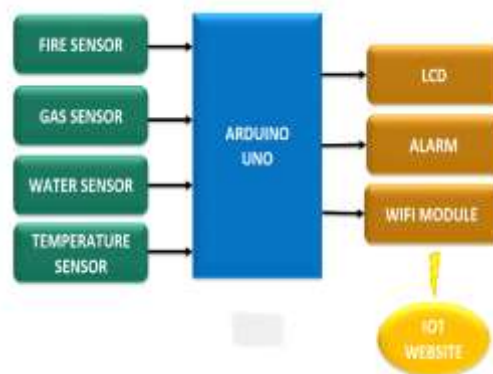 FIRE SENSOR
GAS SENSOR
WATER SENSOR
TEMPERATURE
SENSOR
ARDUINO
UNO
LCD
ALARM
WIFI MODULE
IOT
WEBSITE